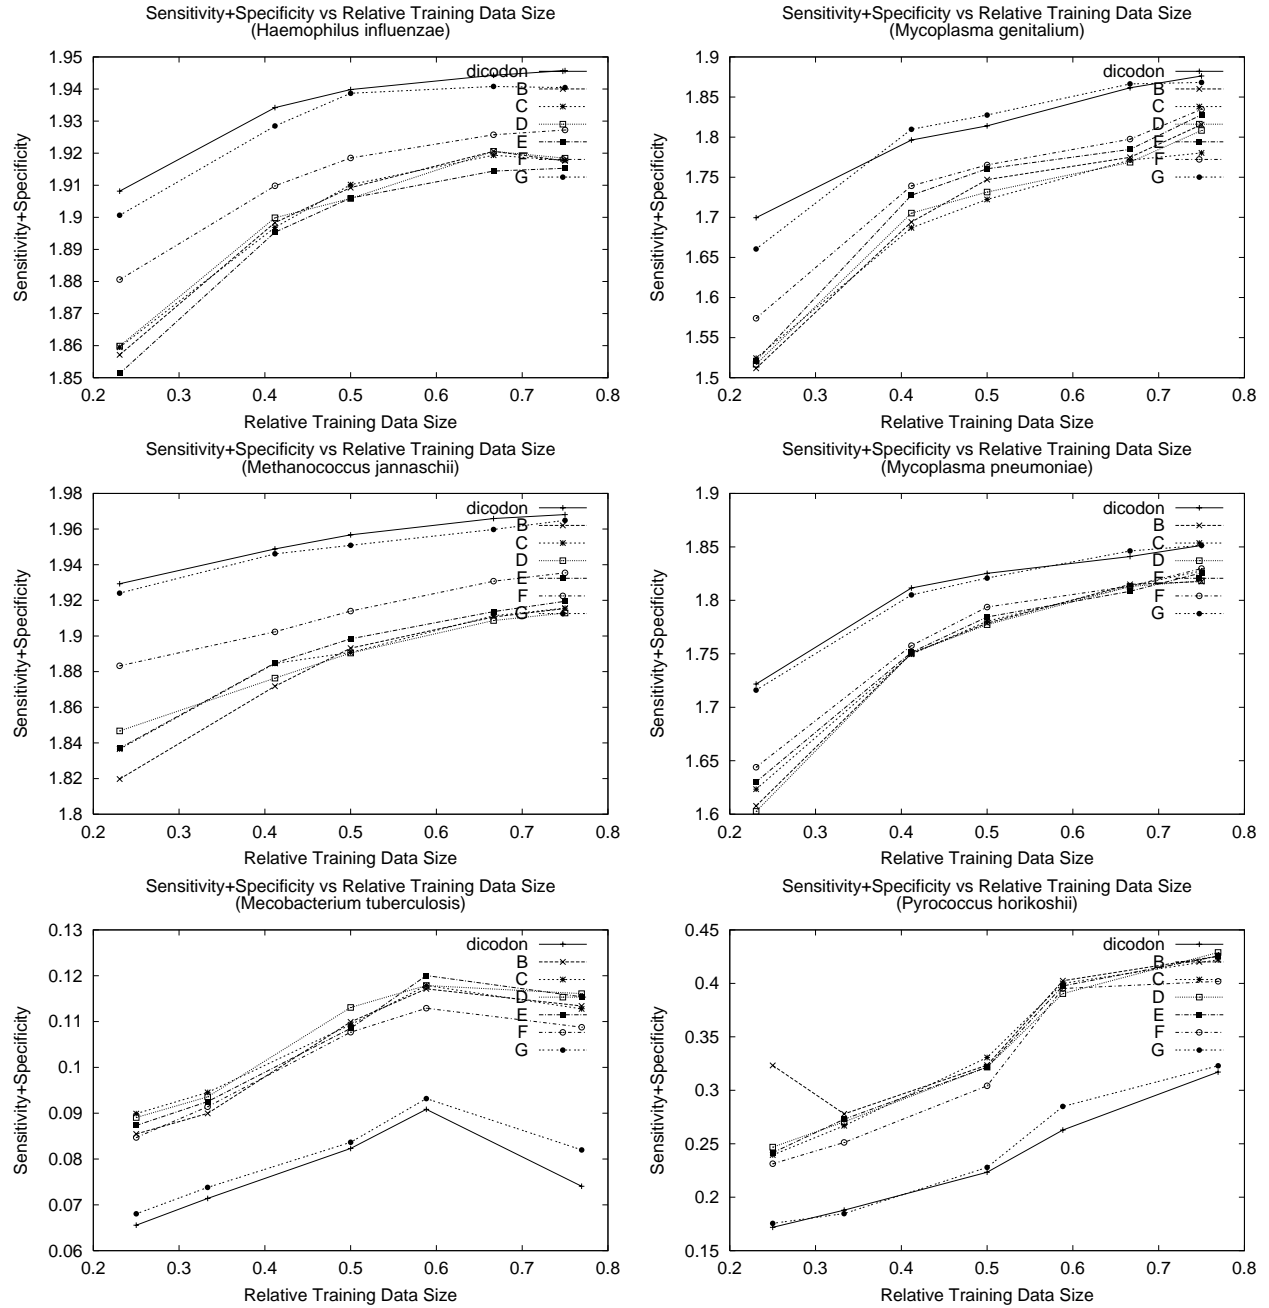 Sensitivity+Specificity vs Relative Training Data Size
(Haemophilus influenzae)
1.95
1.94
1.93
1.92
1.91
1.9
1.89
1.88
1.87
1.86
1.85
0.2 0.3 0.4 0.5 0.6 0.7 0.8
Sensitivity+Specificity
Relative Training Data Size
dicodon
B
C
D
E
F
G
Sensitivity+Specificity vs Relative Training Data Size
(Mycoplasma genitalium)
1.9
1.85
1.8
1.75
1.7
1.65
1.6
1.55
1.5
0.2 0.3 0.4 0.5 0.6 0.7 0.8
Sensitivity+Specificity
Relative Training Data Size
dicodon
B
C
D
E
F
G
Sensitivity+Specificity vs Relative Training Data Size
(Methanococcus jannaschii)
1.98
1.96
1.94
1.92
1.9
1.88
1.86
1.84
1.82
1.8
0.2 0.3 0.4 0.5 0.6 0.7 0.8
Sensitivity+Specificity
Relative Training Data Size
dicodon
B
C
D
E
F
G
Sensitivity+Specificity vs Relative Training Data Size
(Mycoplasma pneumoniae)
1.9
1.85
1.8
1.75
1.7
1.65
1.6
0.2 0.3 0.4 0.5 0.6 0.7 0.8
Sensitivity+Specificity
Relative Training Data Size
dicodon
B
C
D
E
F
G
Sensitivity+Specificity vs Relative Training Data Size
(Mecobacterium tuberculosis)
0.13
0.12
0.11
0.1
0.09
0.08
0.07
0.06
0.2 0.3 0.4 0.5 0.6 0.7 0.8
Sensitivity+Specificity
Relative Training Data Size
dicodon
B
C
D
E
F
G
Sensitivity+Specificity vs Relative Training Data Size
(Pyrococcus horikoshii)
0.45
0.4
0.35
0.3
0.25
0.2
0.15
0.2 0.3 0.4 0.5 0.6 0.7 0.8
Sensitivity+Specificity
Relative Training Data Size
dicodon
B
C
D
E
F
G